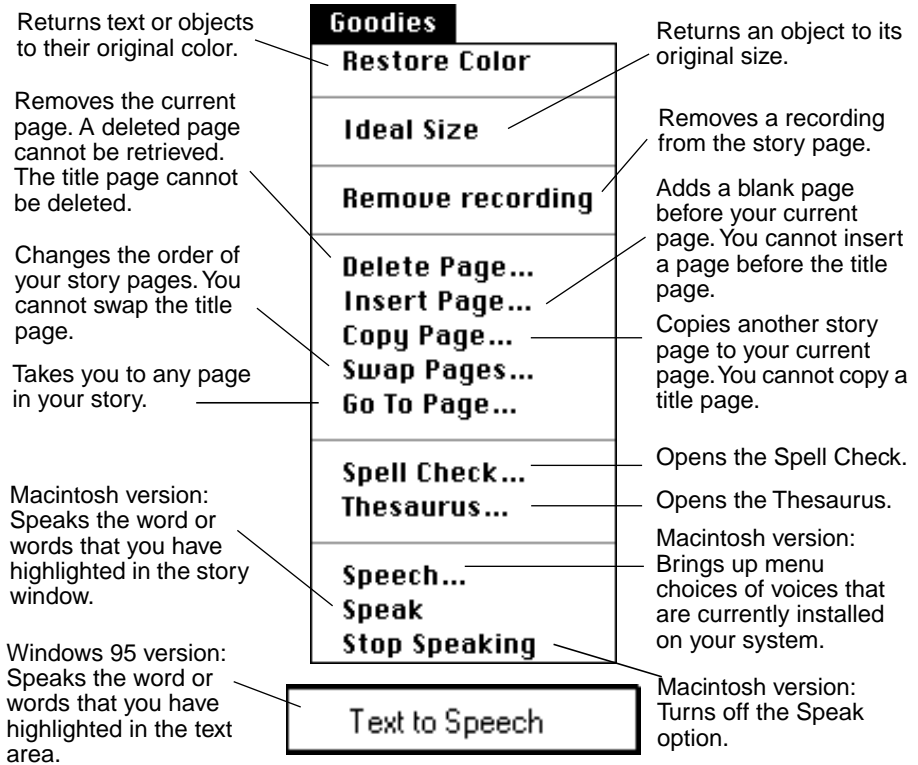 Returns text or objects
to their original color.
Removes the current
page. A deleted page
cannot be retrieved.
The title page cannot
be deleted.
Changes the order of
your story pages. You
cannot swap the title
page.
Takes you to any page
in your story.
Macintosh version:
Speaks the word or
words that you have
highlighted in the story
window.
Windows 95 version:
Speaks the word or
words that you have
highlighted in the text
area.
Goodies
Restore Color
Ideal Size
Remove recording
Delete Page...
Insert Page...
Copy Page...
Swap Pages...
Go To Page...
Spell Check...
Thesaurus...
Speech...
Speak
Stop Speaking
Text to Speech
Returns an object to its
original size.
Removes a recording
from the story page.
Adds a blank page
before your current
page. You cannot insert
a page before the title
page.
Copies another story
page to your current
page. You cannot copy a
title page.
Opens the Spell Check.
Opens the Thesaurus.
Macintosh version:
Brings up menu
choices of voices that
are currently installed
on your system.
Macintosh version:
Turns off the Speak
option.